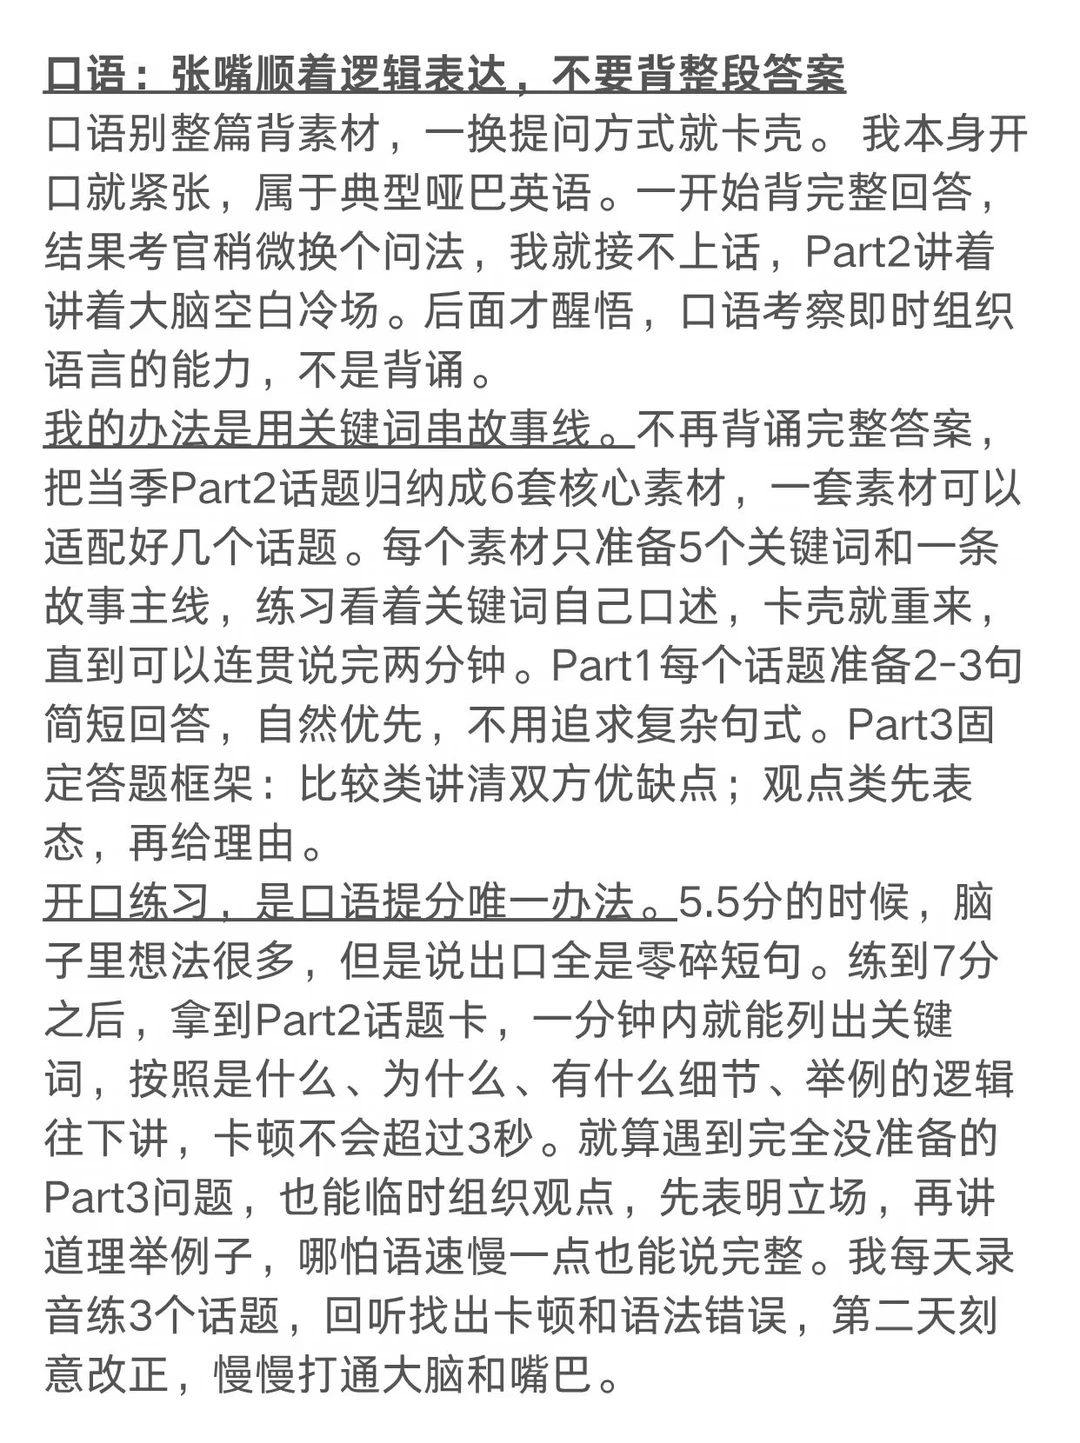 口语：张嘴顺着逻辑表达，不要背整段答案
口语别整篇背素材，一换提问方式就卡壳。 我本身开
口就紧张，属于典型哑巴英语。一开始背完整回答，
结果考官稍微换个问法，我就接不上话，Part2讲着
讲着大脑空白冷场。后面才醒悟，口语考察即时组织
语言的能力，不是背诵。
我的办法是用关键词串故事线。不再背诵完整答案，
把当季Part2话题归纳成6套核心素材，一套素材可以
适配好几个话题。每个素材只准备5个关键词和一条
故事主线，练习看着关键词自己口述，卡壳就重来，
直到可以连贯说完两分钟。Part1每个话题准备2-3句
简短回答，自然优先，不用追求复杂句式。Part3固
定答题框架：比较类讲清双方优缺点；观点类先表
态，再给理由。
开口练习，是口语提分唯一办法。5.5分的时候，脑
子里想法很多，但是说出口全是零碎短句。练到7分
之后，拿到Part2话题卡，一分钟内就能列出关键
词，按照是什么、为什么、有什么细节、举例的逻辑
往下讲，卡顿不会超过3秒。就算遇到完全没准备的
Part3问题，也能临时组织观点，先表明立场，再讲
道理举例子，哪怕语速慢一点也能说完整。我每天录
音练3个话题，回听找出卡顿和语法错误，第二天刻
意改正，慢慢打通大脑和嘴巴。